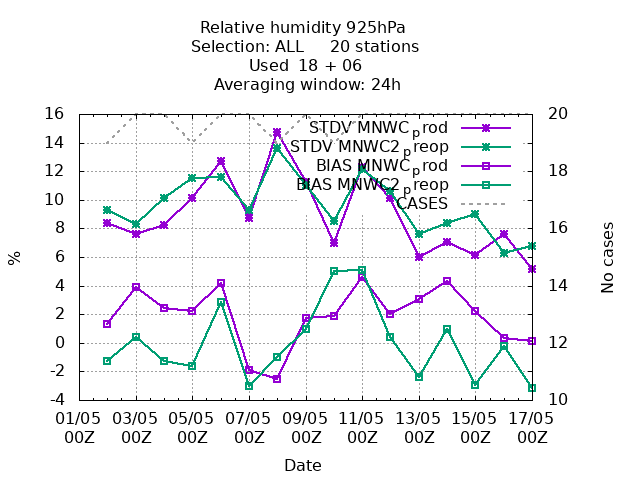 Relative humidity 925hPa
Selection: ALL     20 stations
Used  18 + 06
Averaging window: 24h
STDV MNWC_prod
STDV MNWC2_preop
BIAS MNWC_prod
BIAS MNWC2_preop
CASES
%
16
14
12
10
8
6
4
2
0
-2
-4
No cases
20
18
16
14
12
10
01/05 03/05 05/05 07/05 09/05 11/05 13/05 15/05 17/05
00Z 00Z 00Z 00Z 00Z 00Z 00Z 00Z 00Z
Date